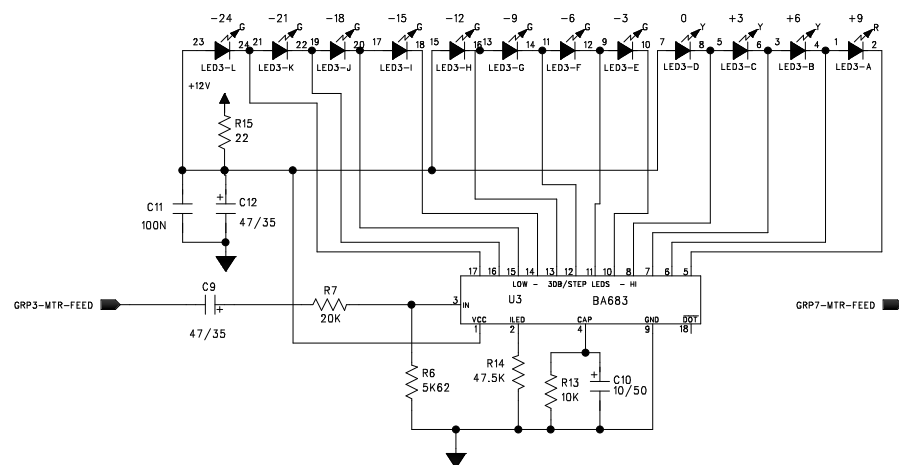 -24 -21 -18 -15 -12 -9 -6 -3 0 +3 +6 +9
G G G G G G G G Y Y Y R
23 24 21 22 19 20 17 18 15 16 13 14 11 12 9 10 7 8 5 6 3 4 1 2
LED3-L LED3-K LED3-J LED3-I LED3-H LED3-G LED3-F LED3-E LED3-D LED3-C LED3-B LED3-A
+12V
R15
22
C11
100N
+
C12
47/35
17 16 15 14 13 12 11 10 8 7 6 5
LOW - 3DB/STEP LEDS - HI
GRP3-MTR-FEED
C9
+
47/35
R7
20K
3
IN
U3
BA683
GRP7-MTR-FEED
VCC ILED CAP GND DOT
1 2 4 9 18
R6
5K62
R14
47.5K
R13
10K
+
C10
10/50